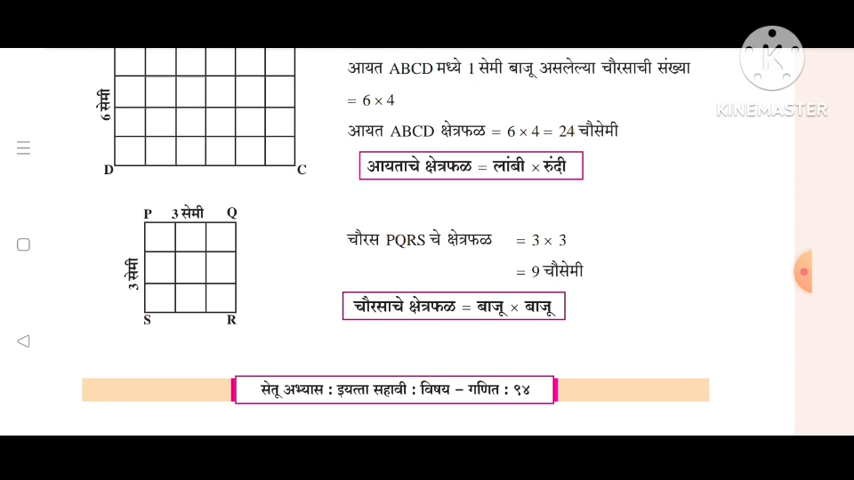 आयत ABCD मध्ये 1 सेमी बाजू असलेल्या चौरसाची संख्या
= 6 × 4
आयत ABCD क्षेत्रफळ = 6 × 4 = 24 चौसेमी
आयताचे क्षेत्रफळ = लांबी × रुंदी
6 सेमी
D
C
P 3 सेमी Q
3 सेमी
S R
चौरस PQRS चे क्षेत्रफळ = 3 × 3
= 9 चौसेमी
चौरसाचे क्षेत्रफळ = बाजू × बाजू
सेतू अभ्यास : इयत्ता सहावी : विषय – गणित : ९४
K
KINEMASTER